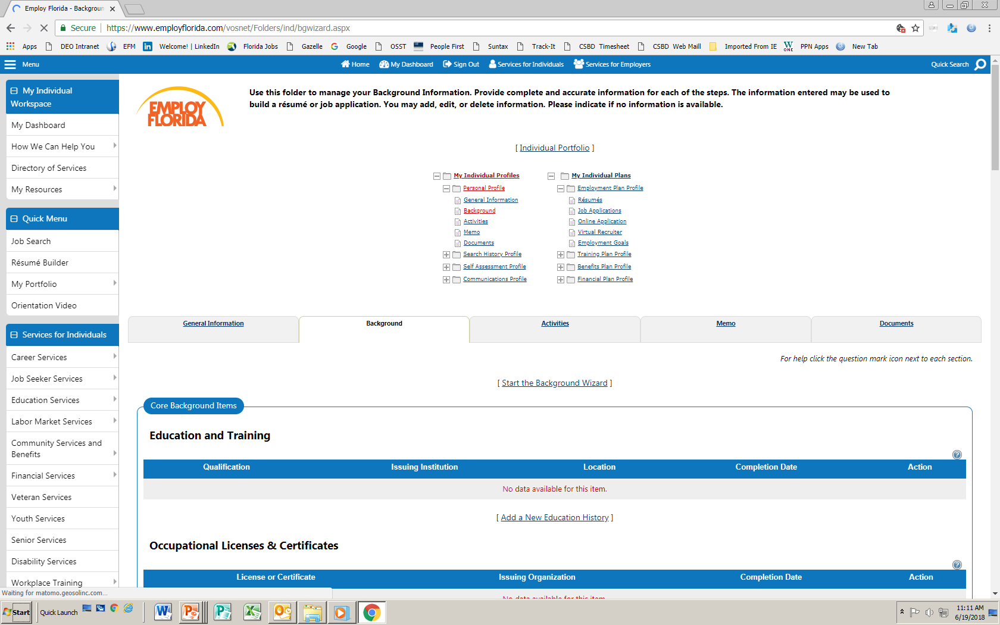 Employ Florida - Backgroun
Secure https://www.employflorida.com/vosnet/Folders/ind/bgwizard.aspx
Apps DEO Intranet EFM Welcome! | LinkedIn Florida Jobs Gazelle Google OSST People First Suntax Track-It CSBD Timesheet CSBD Web Maill Imported From IE PPN Apps New Tab
Menu Home My Dashboard Sign Out Services for Individuals Services for Employers Quick Search
My Individual
Workspace
My Dashboard
How We Can Help You
Directory of Services
My Resources
Quick Menu
Job Search
Résumé Builder
My Portfolio
Orientation Video
Services for Individuals
Career Services
Job Seeker Services
Education Services
Labor Market Services
Community Services and
Benefits
Financial Services
Veteran Services
Youth Services
Senior Services
Disability Services
Workplace Training
EMPLOY
FLORIDA
Use this folder to manage your Background Information. Provide complete and accurate information for each of the steps. The information entered may be used to
build a résumé or job application. You may add, edit, or delete information. Please indicate if no information is available.
[ Individual Portfolio ]
My Individual Profiles
Personal Profile
General Information
Background
Activities
Memo
Documents
Search History Profile
Self Assessment Profile
Communications Profile
My Individual Plans
Employment Plan Profile
Résumés
Job Applications
Online Application
Virtual Recruiter
Employment Goals
Training Plan Profile
Benefits Plan Profile
Financial Plan Profile
General Information Background Activities Memo Documents
For help click the question mark icon next to each section.
[ Start the Background Wizard ]
Core Background Items
Education and Training
Qualification Issuing Institution Location Completion Date Action
No data available for this item.
[ Add a New Education History ]
Occupational Licenses & Certificates
License or Certificate Issuing Organization Completion Date Action
No data available for this item.
Waiting for matomo.geosolinc.com...
Start Quick Launch
11:11 AM
6/19/2018